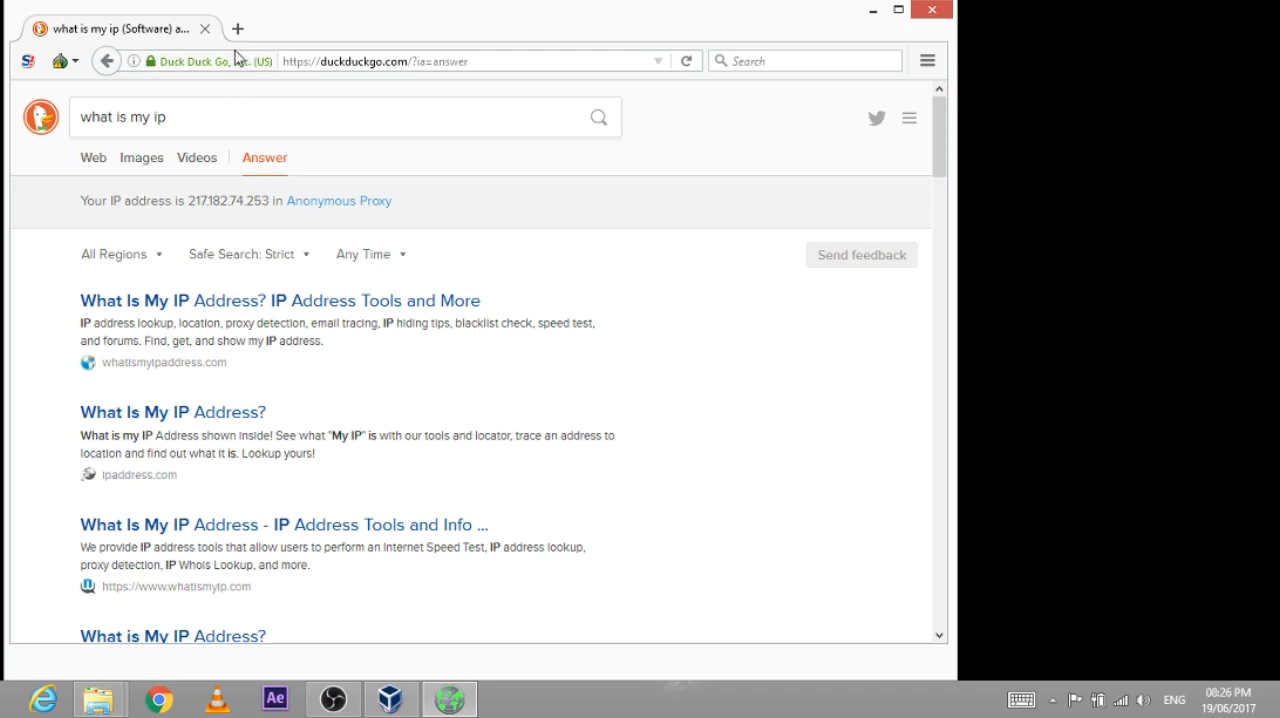 what is my ip (Software) a...
Duck Duck Go, (US)
https://duckduckgo.com/?ia=answer
Search
what is my ip
Web Images Videos Answer
Your IP address is 217.182.74.253 in Anonymous Proxy
All Regions Safe Search: Strict Any Time Send feedback
What Is My IP Address? IP Address Tools and More
IP address lookup, location, proxy detection, email tracing, IP hiding tips, blacklist check, speed test,
and forums. Find, get, and show my IP address.
whatismyipaddress.com
What Is My IP Address?
What is my IP Address shown inside! See what "My IP" is with our tools and locator, trace an address to
location and find out what it is. Lookup yours!
ipaddress.com
What Is My IP Address - IP Address Tools and Info ...
We provide IP address tools that allow users to perform an Internet Speed Test, IP address lookup,
proxy detection, IP Whois Lookup, and more.
https://www.whatismyip.com
What is My IP Address?
Ae
ENG
08:26 PM
19/06/2017